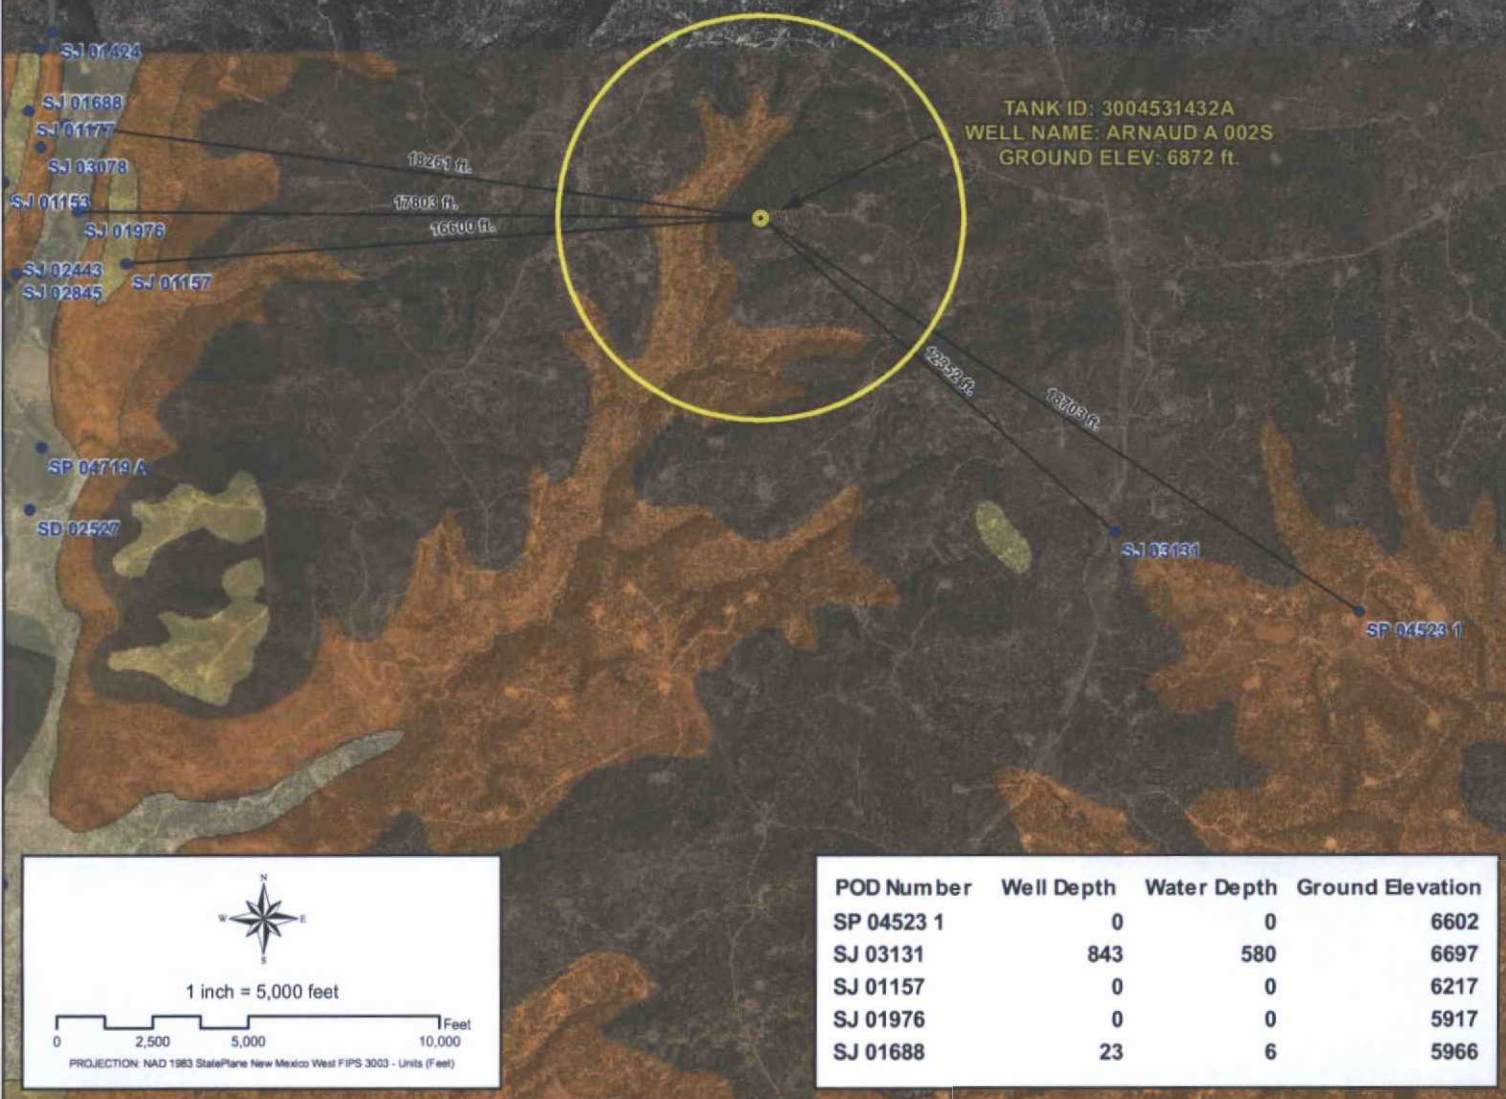 SJ 01424
SJ 01688
SJ 01177
SJ 03078
SJ 01153
SJ 01976
SJ 02443
SJ 02845
SJ 01157
18261 ft.
17803 ft.
16600 ft.
TANK ID: 3004531432A
WELL NAME: ARNAUD A 002S
GROUND ELEV: 6872 ft.
12352 ft.
18703 ft.
SP 04719 A
SD 02527
SJ 03131
SP 04523 1
N
W E
S
1 inch = 5,000 feet
Feet
0 2,500 5,000 10,000
PROJECTION: NAD 1983 StatePlane New Mexico West FIPS 3003 - Units (Feet)
POD Number Well Depth Water Depth Ground Elevation
SP 04523 1 0 0 6602
SJ 03131 843 580 6697
SJ 01157 0 0 6217
SJ 01976 0 0 5917
SJ 01688 23 6 5966